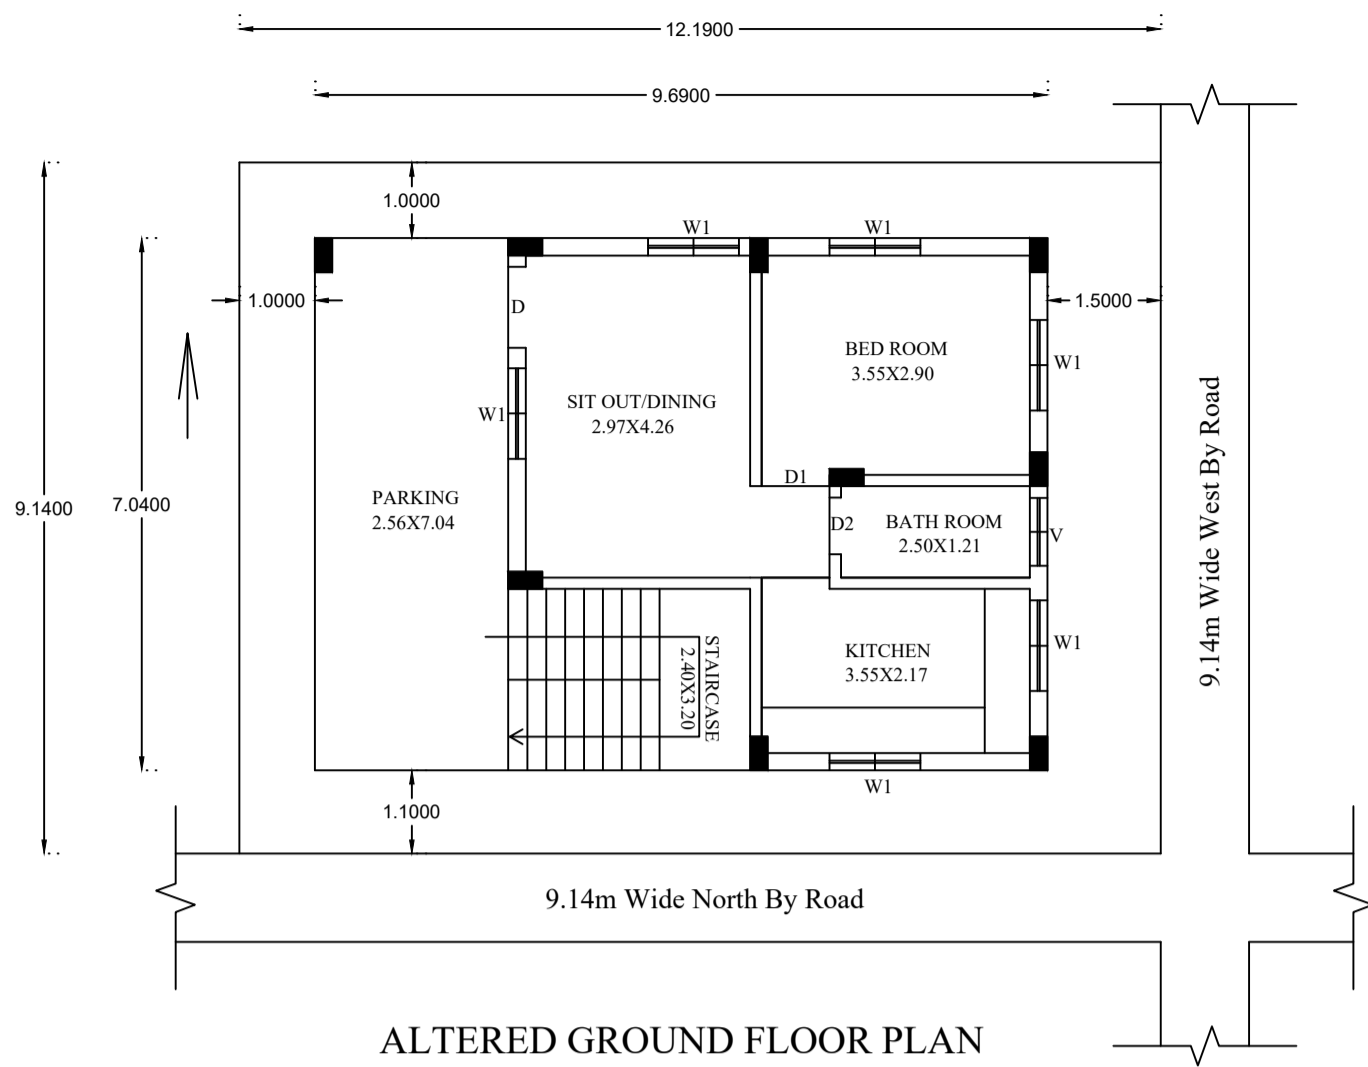 12.1900
9.6900
1.0000
W1
W1
1.0000
1.5000
D
BED ROOM
3.55X2.90
W1
SIT OUT/DINING
2.97X4.26
W1
9.14m Wide West By Road
D1
PARKING
2.56X7.04
9.1400
7.0400
D2
BATH ROOM
2.50X1.21
V
STAIRCASE
2.40X3.20
KITCHEN
3.55X2.17
W1
W1
1.1000
9.14m Wide North By Road
ALTERED GROUND FLOOR PLAN